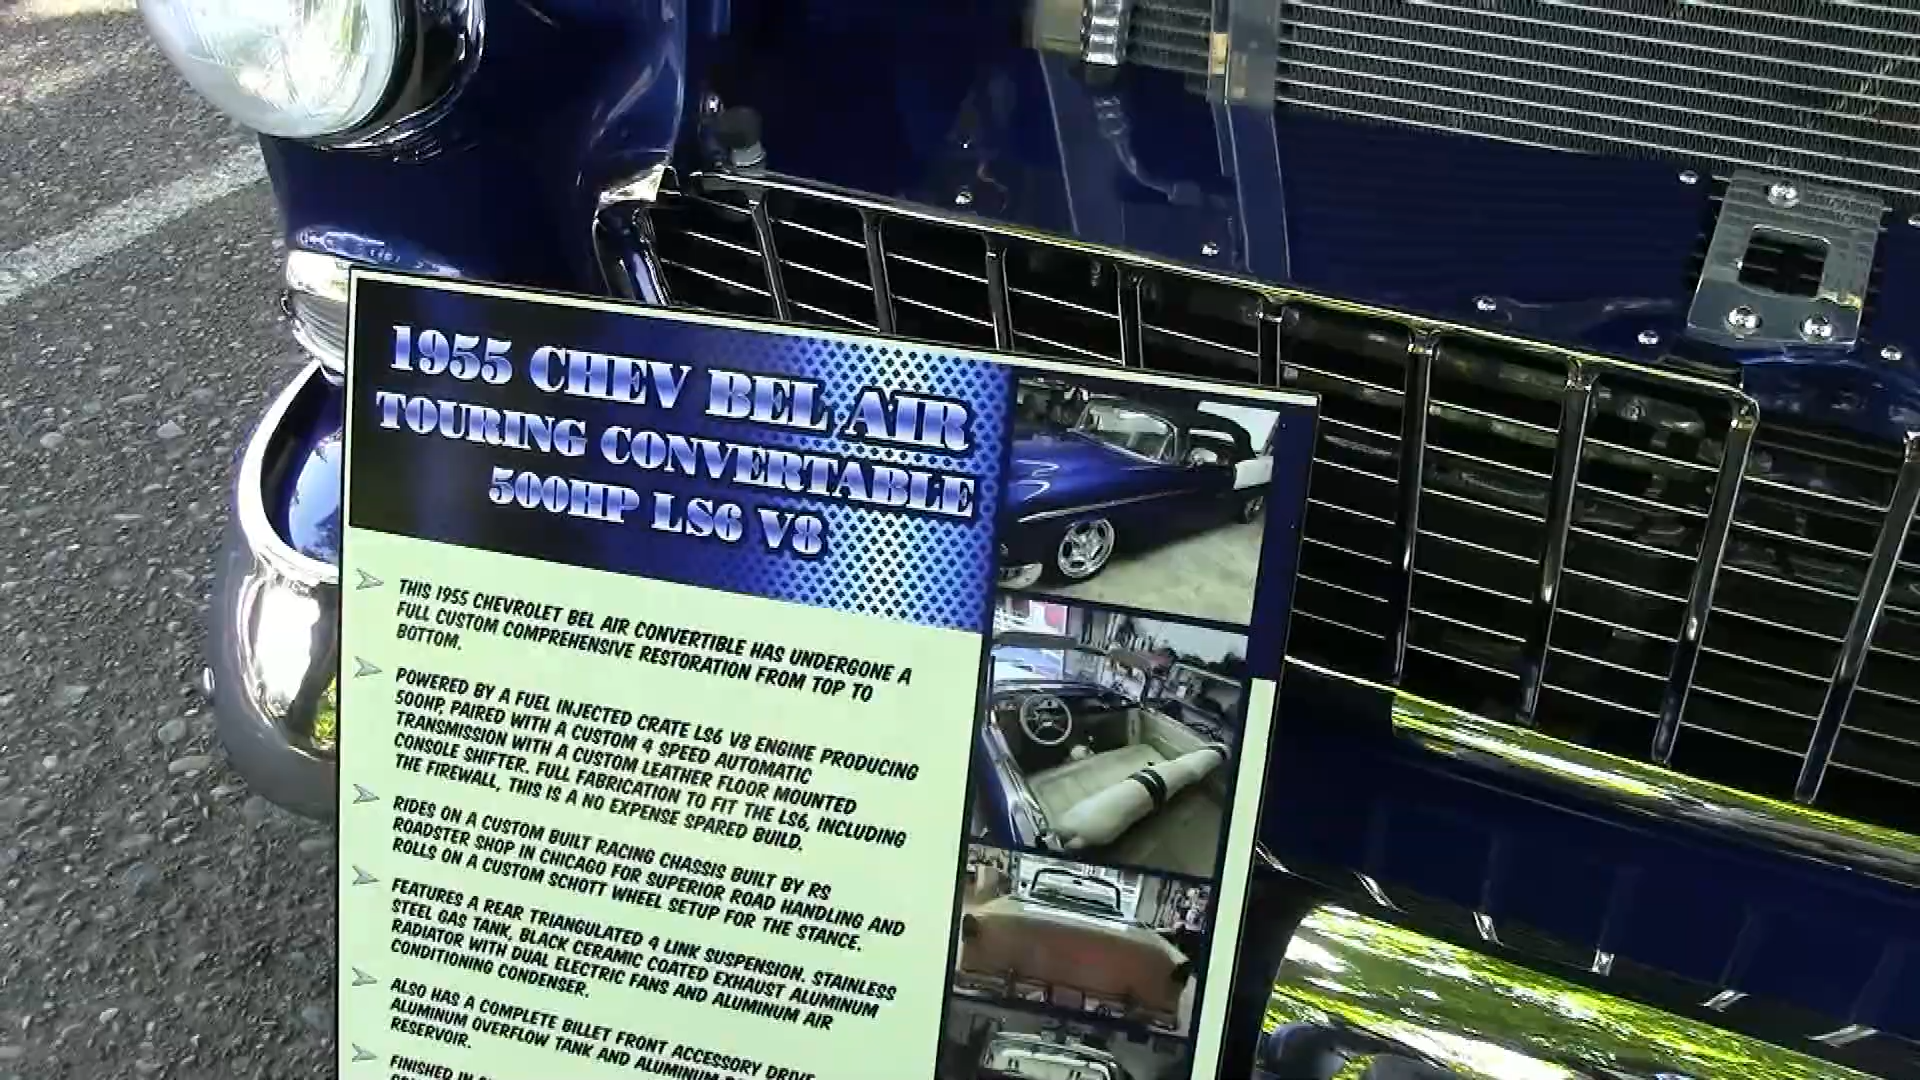 1955 CHEV BEL AIR
TOURING CONVERTABLE
500HP LS6 V8
THIS 1955 CHEVROLET BEL AIR CONVERTIBLE HAS UNDERGONE A
FULL CUSTOM COMPREHENSIVE RESTORATION FROM TOP TO
BOTTOM.
POWERED BY A FUEL INJECTED CRATE LS6 V8 ENGINE PRODUCING
500HP, PAIRED WITH A CUSTOM 4 SPEED AUTOMATIC
TRANSMISSION WITH A CUSTOM LEATHER FLOOR MOUNTED
CONSOLE SHIFTER. FULL FABRICATION TO FIT THE LS6, INCLUDING
THE FIREWALL, THIS IS A NO EXPENSE SPARED BUILD.
RIDES ON A CUSTOM BUILT RACING CHASSIS BUILT BY RS
ROADSTER SHOP IN CHICAGO FOR SUPERIOR ROAD HANDLING AND
ROLLS ON A CUSTOM SCHOTT WHEEL SETUP FOR THE STANCE.
FEATURES A REAR TRIANGULATED 4 LINK SUSPENSION, STAINLESS
STEEL GAS TANK, BLACK CERAMIC COATED EXHAUST ALUMINUM
RADIATOR WITH DUAL ELECTRIC FANS AND ALUMINUM AIR
CONDITIONING CONDENSER.
ALSO HAS A COMPLETE BILLET FRONT ACCESSORY DRIVE
ALUMINUM OVERFLOW TANK AND ALUMINUM
RESERVOIR.
FINISHED IN